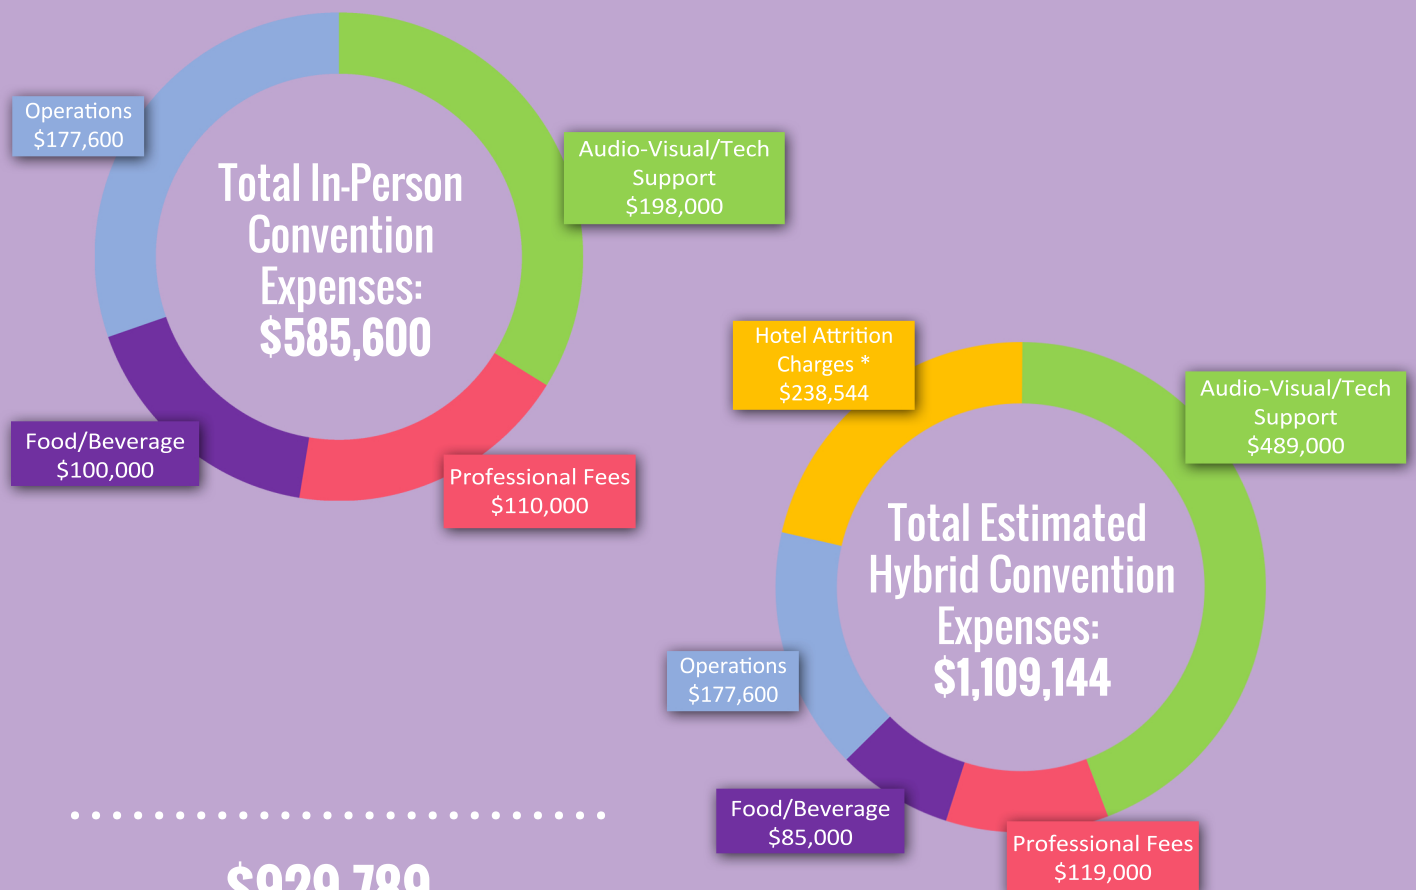 Operations
$177,600
Total In-Person
Convention
Expenses:
$585,600
Audio-Visual/Tech
Support
$198,000
Food/Beverage
$100,000
Professional Fees
$110,000
Hotel Attrition
Charges *
$238,544
Audio-Visual/Tech
Support
$489,000
Total Estimated
Hybrid Convention
Expenses:
$1,109,144
Operations
$177,600
Food/Beverage
$85,000
Professional Fees
$119,000
$929,789